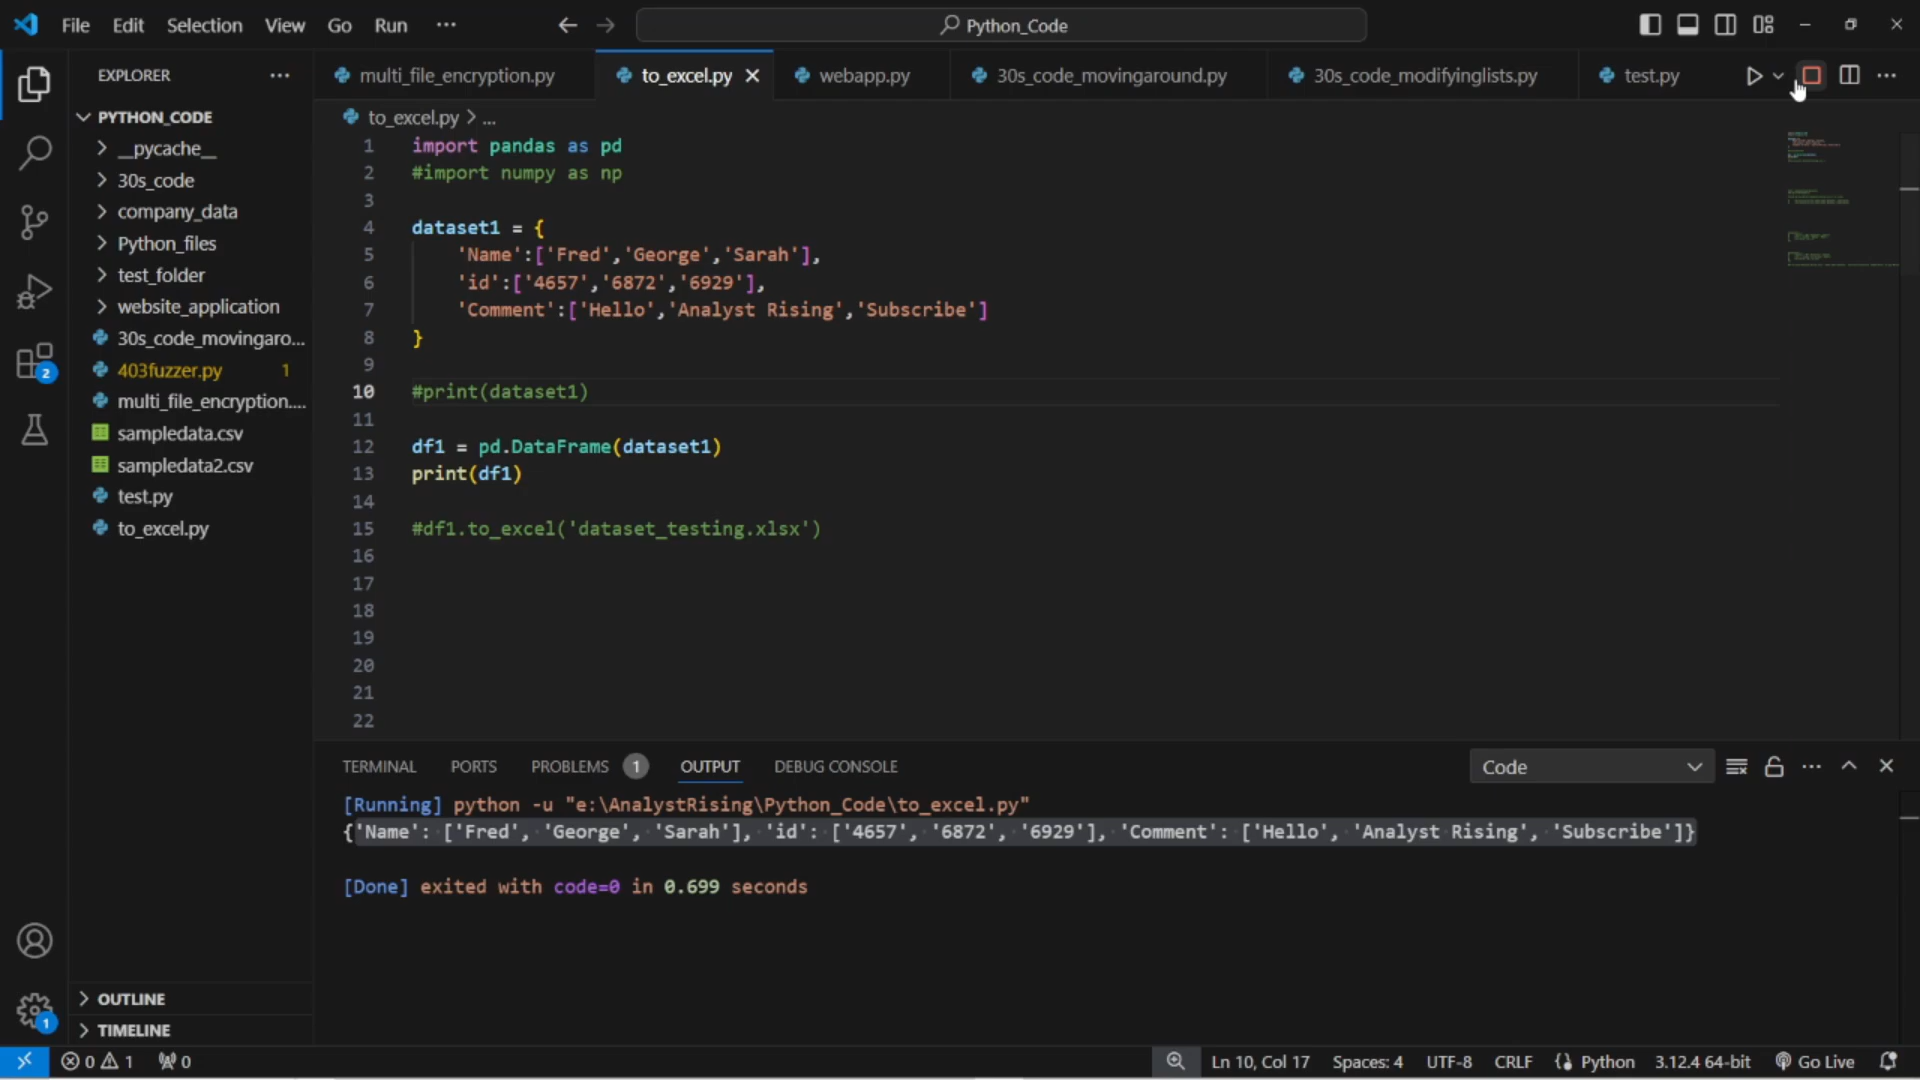 File Edit Selection View Go Run ··· Python_Code
EXPLORER ···
PYTHON_CODE
__pycache__
30s_code
company_data
Python_files
test_folder
website_application
30s_code_movingaro...
403fuzzer.py 1
multi_file_encryption....
sampledata.csv
sampledata2.csv
test.py
to_excel.py
OUTLINE
TIMELINE
2
1
multi_file_encryption.py to_excel.py webapp.py 30s_code_movingaround.py 30s_code_modifyinglists.py test.py
to_excel.py > ...
1 import pandas as pd
2 #import numpy as np
3
4 dataset1 = {
5 'Name':['Fred','George','Sarah'],
6 'id':['4657','6872','6929'],
7 'Comment':['Hello','Analyst Rising','Subscribe']
8 }
9
10 #print(dataset1)
11
12 df1 = pd.DataFrame(dataset1)
13 print(df1)
14
15 #df1.to_excel('dataset_testing.xlsx')
16
17
18
19
20
21
22
TERMINAL PORTS PROBLEMS 1 OUTPUT DEBUG CONSOLE Code
[Running] python -u "e:\AnalystRising\Python_Code\to_excel.py"
{'Name': ['Fred', 'George', 'Sarah'], 'id': ['4657', '6872', '6929'], 'Comment': ['Hello', 'Analyst Rising', 'Subscribe']}
[Done] exited with code=0 in 0.699 seconds
0 1 0 Ln 10, Col 17 Spaces: 4 UTF-8 CRLF Python 3.12.4 64-bit Go Live